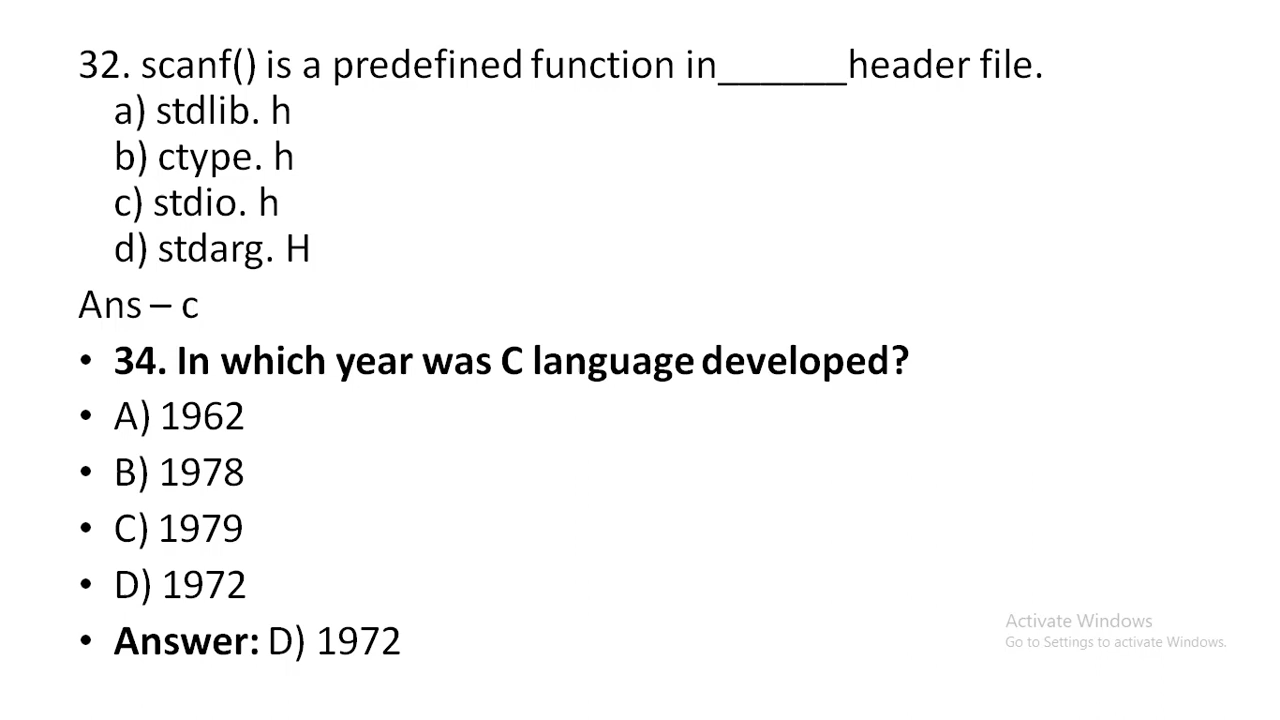 32. scanf() is a predefined function in______header file.
a) stdlib. h
b) ctype. h
c) stdio. h
d) stdarg. H
Ans – c
• 34. In which year was C language developed?
• A) 1962
• B) 1978
• C) 1979
• D) 1972
• Answer: D) 1972
Activate Windows
Go to Settings to activate Windows.